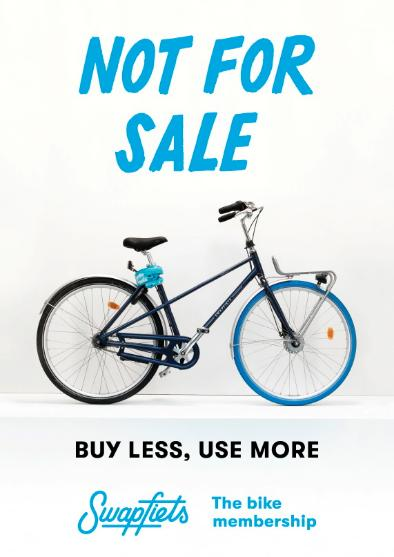 NOT FOR
SALE
BUY LESS, USE MORE
Swapfiets
The bike
membership